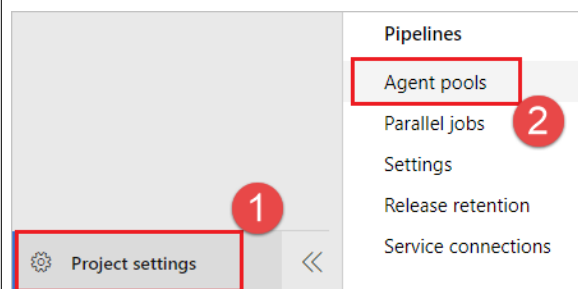 Pipelines
Agent pools
Parallel jobs
2
Settings
1
Release retention
Service connections
Project settings